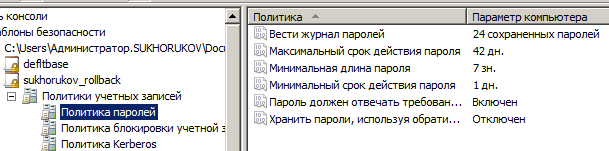 ь консоли
аблоны безопасности
C:\Users\Администратор.SUKHORUKOV\Docu
defltbase
sukhorukov_rollback
Политики учетных записей
Политика паролей
Политика блокировки учетной з
Политика Kerberos
Политика Параметр компьютера
Вести журнал паролей 24 сохраненных паролей
Максимальный срок действия пароля 42 дн.
Минимальная длина пароля 7 зн.
Минимальный срок действия пароля 1 дн.
Пароль должен отвечать требован... Включен
Хранить пароли, используя обрати... Отключен